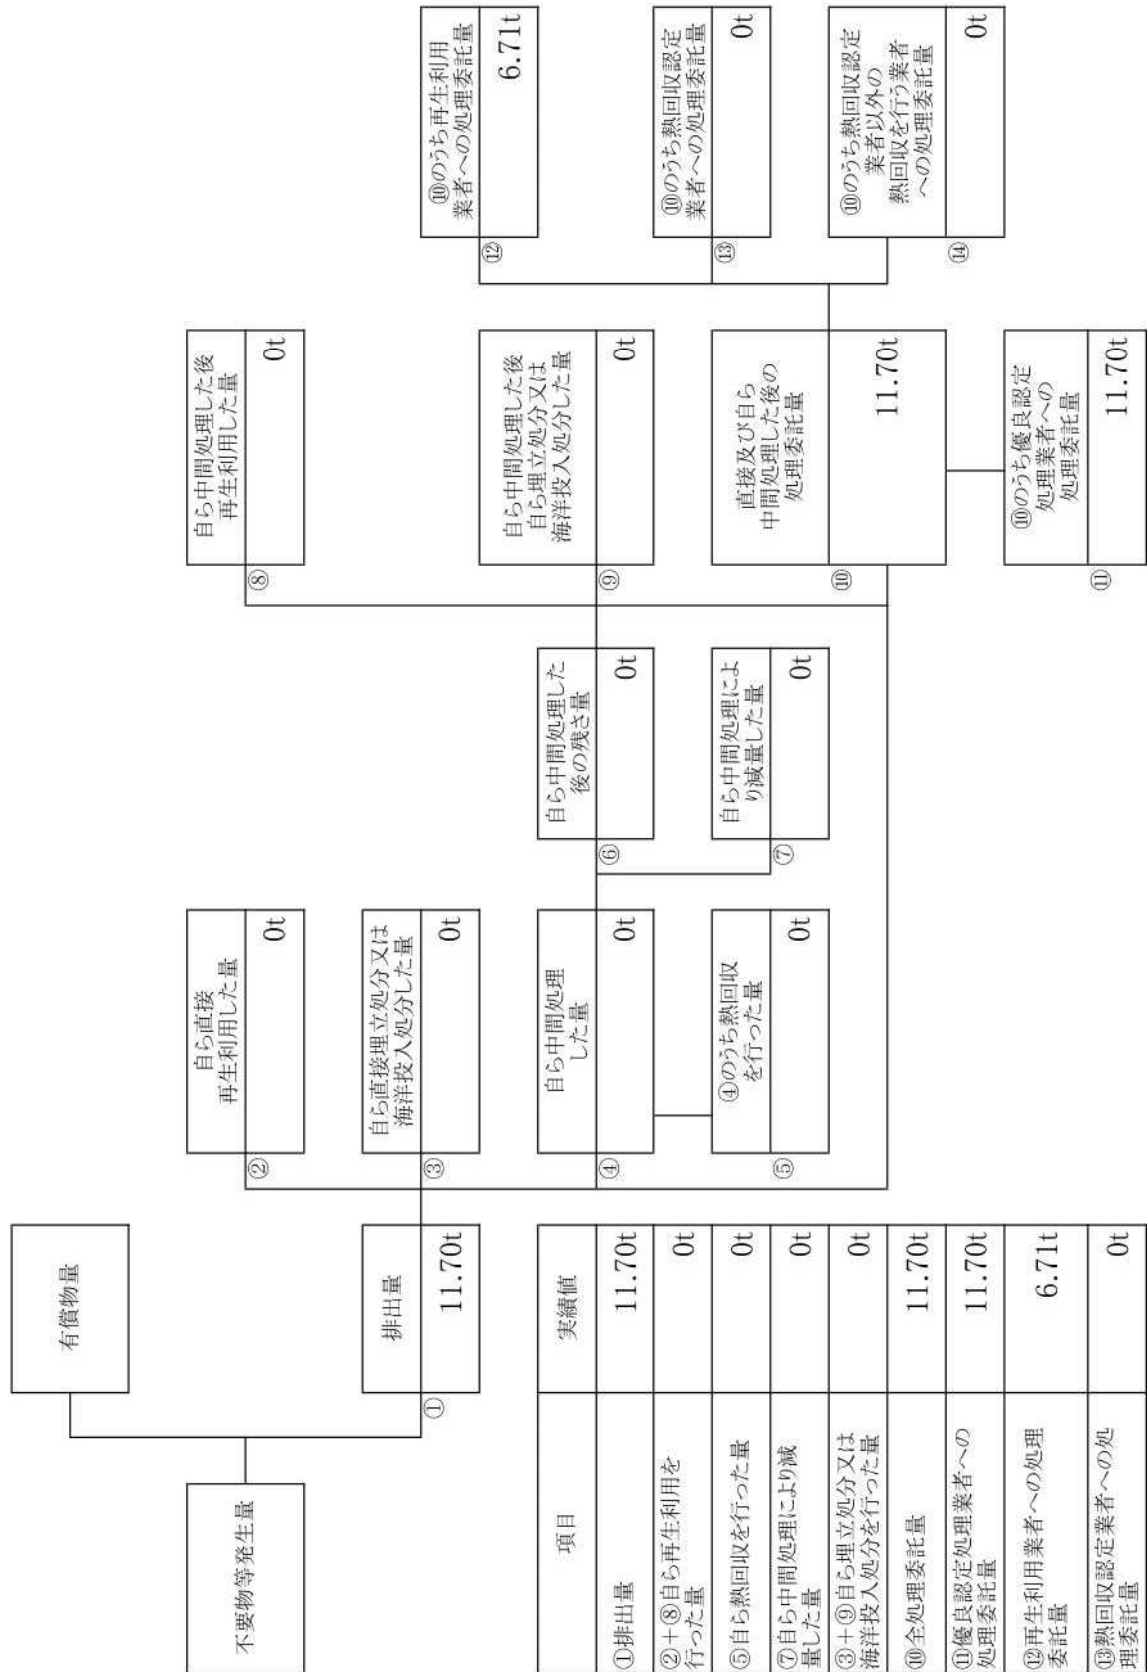 不要物等発生量
有償物量
排出量
①
11.70t
自ら直接
再生利用した量
②
0t
自ら直接埋立処分又は
海洋投入処分した量
③
0t
自ら中間処理
した量
④
0t
④のうち熱回収
を行った量
⑤
0t
自ら中間処理した
後の残さ量
⑥
0t
自ら中間処理によ
り減量した量
⑦
0t
自ら中間処理した後
再生利用した量
⑧
0t
自ら中間処理した後
自ら埋立処分又は
海洋投入処分した量
⑨
0t
直接及び自ら
中間処理した後の
処理委託量
⑩
11.70t
⑩のうち優良認定
処理業者への
処理委託量
⑪
11.70t
⑩のうち再生利用
業者への処理委託量
⑫
6.71t
⑩のうち熱回収認定
業者への処理委託量
⑬
0t
⑩のうち熱回収認定
業者以外の
熱回収を行う業者
への処理委託量
⑭
0t
項目 実績値
①排出量 11.70t
②+⑧自ら再生利用を
行った量 0t
⑤自ら熱回収を行った量 0t
⑦自ら中間処理により減
量した量 0t
③+⑨自ら埋立処分又は
海洋投入処分を行った量 0t
⑩全処理委託量 11.70t
⑪優良認定処理業者への
処理委託量 11.70t
⑫再生利用業者への処理
委託量 6.71t
⑬熱回収認定業者への処
理委託量 0t